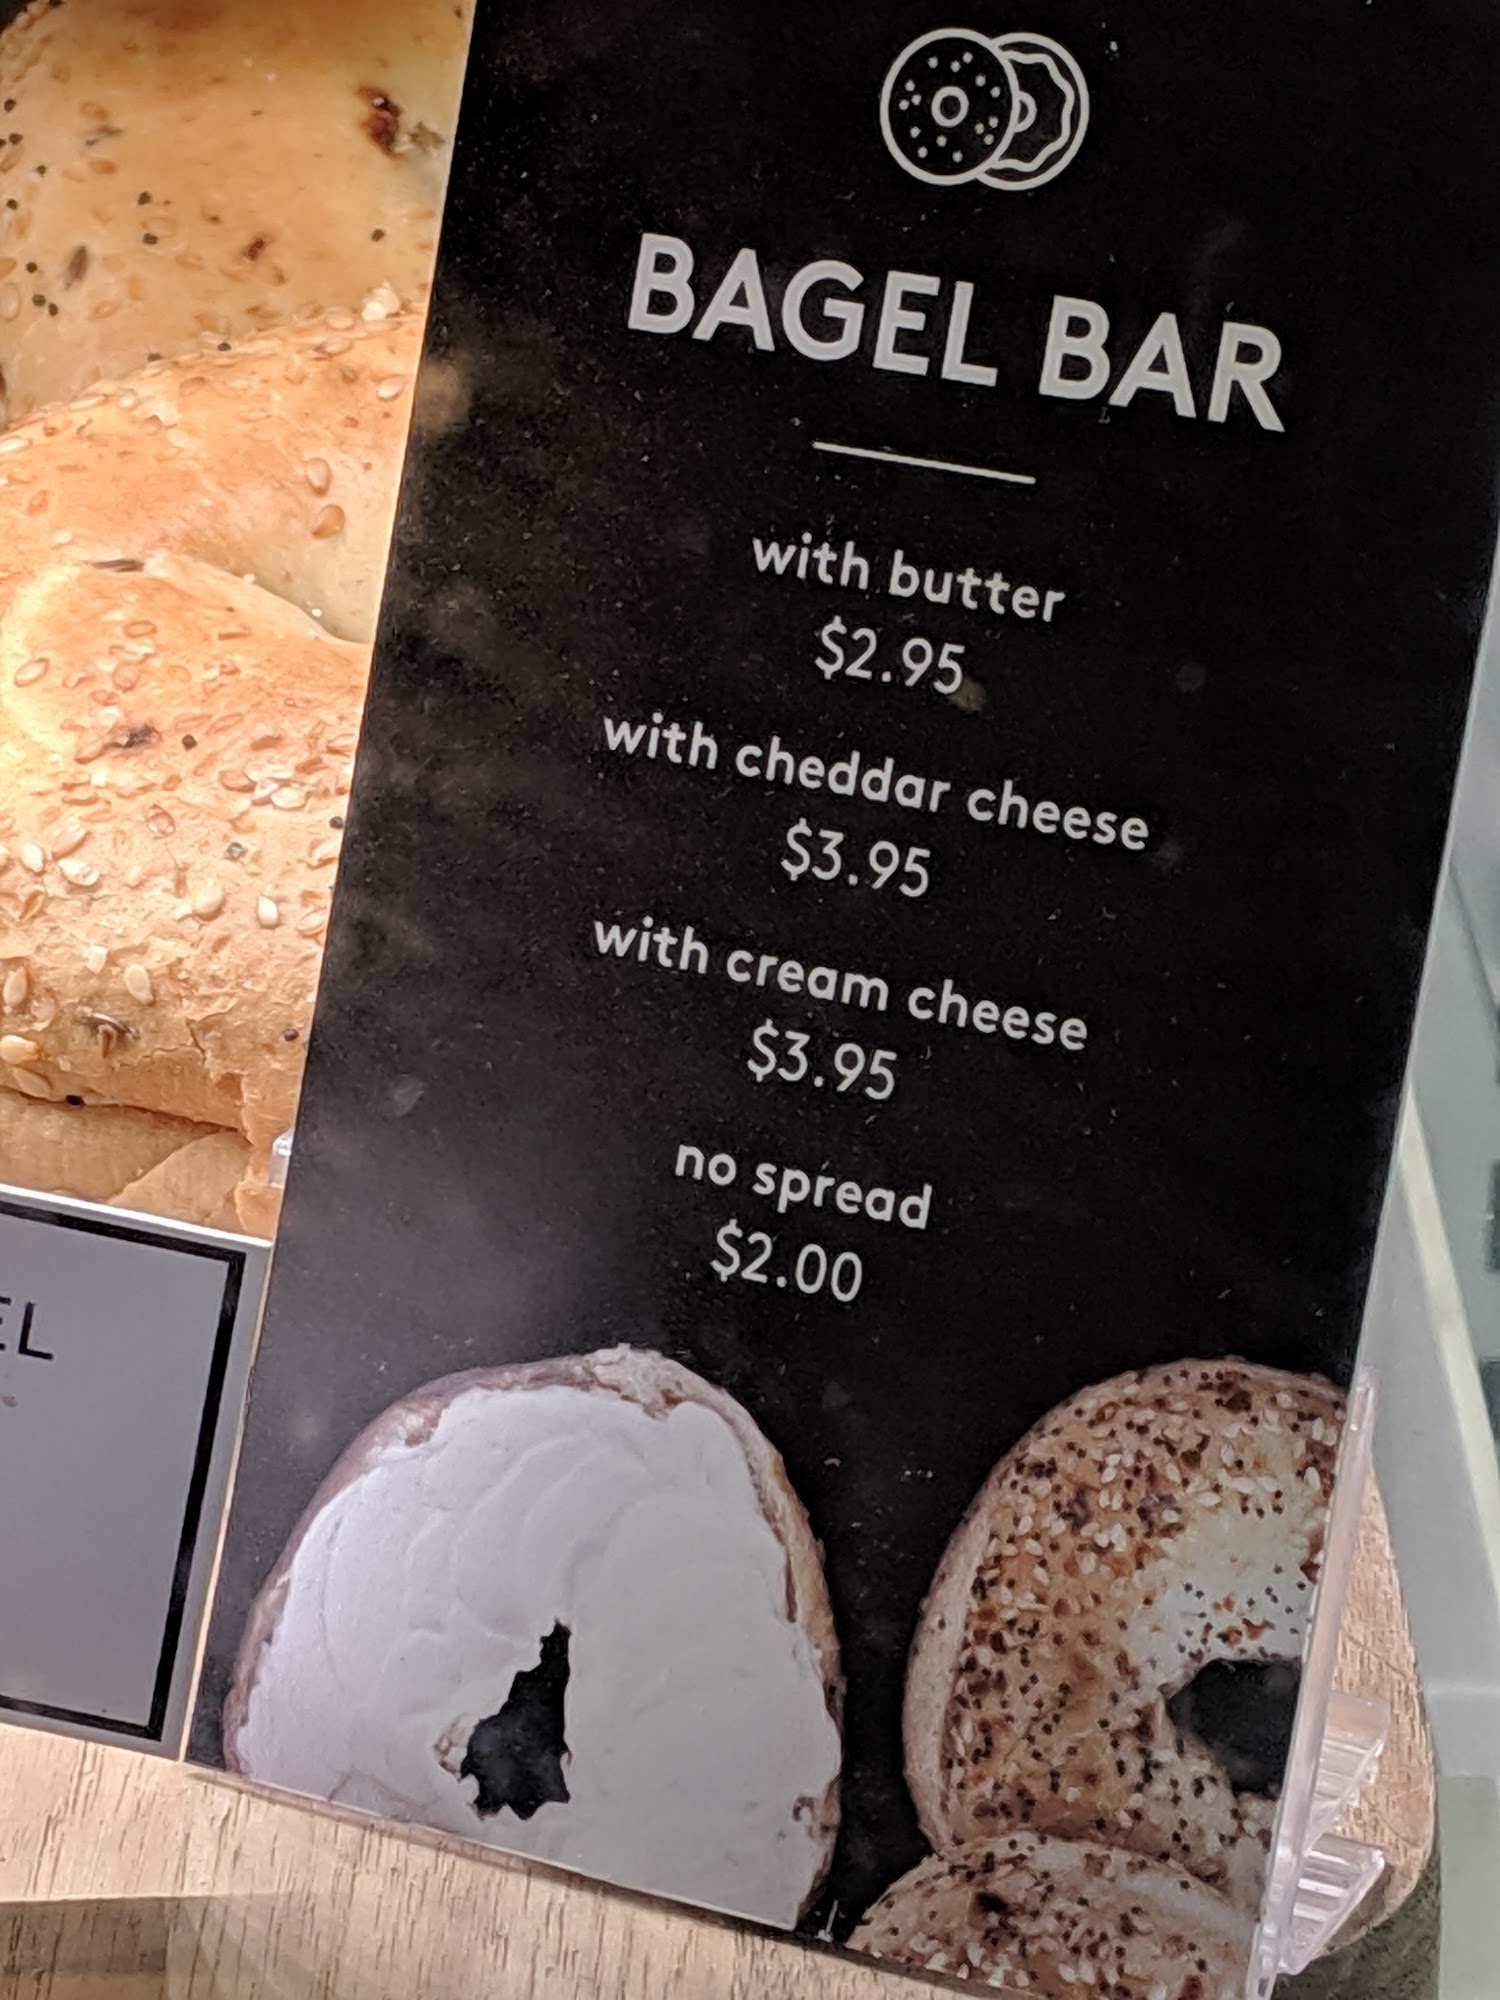 BAGEL BAR
with butter
$2.95
with cheddar cheese
$3.95
with cream cheese
$3.95
no spread
$2.00
EL